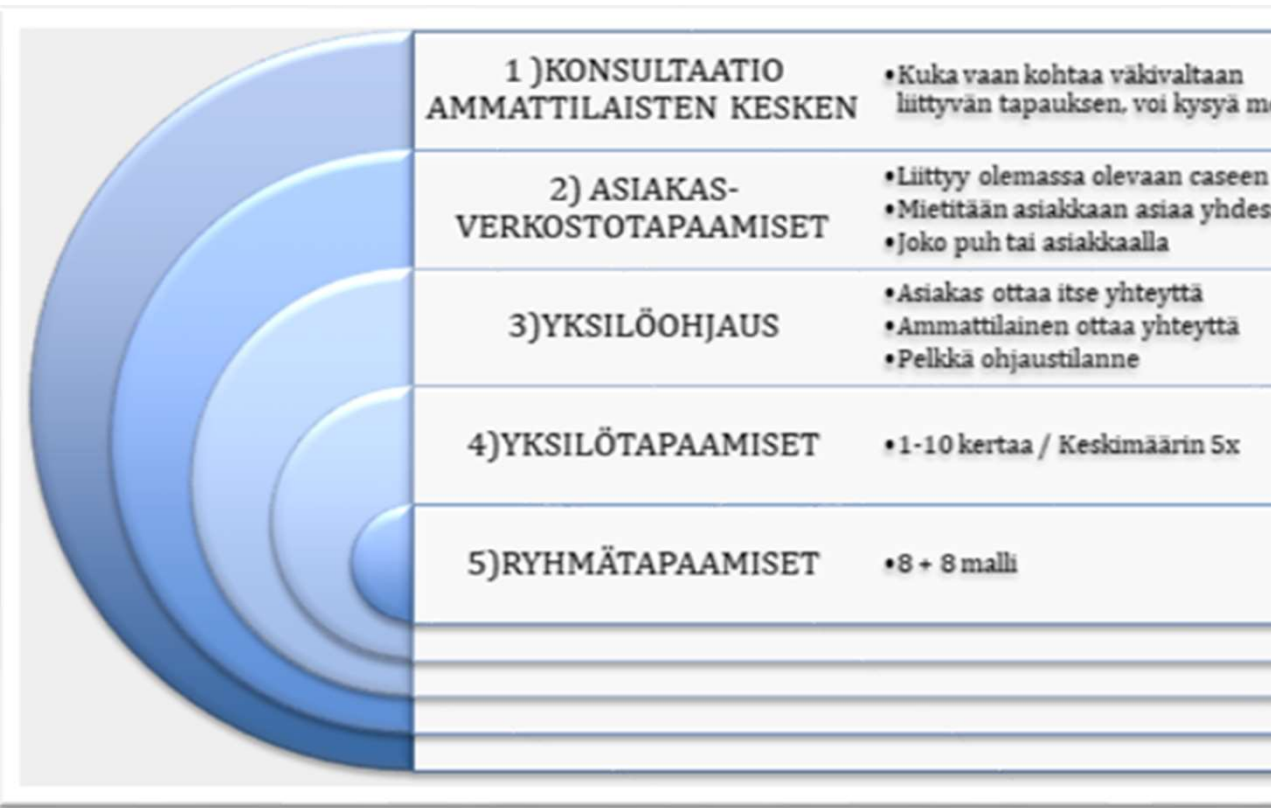 1 )KONSULTAATIO
AMMATTILAISTEN KESKEN
•Kuka vaan kohtaa väkivaltaan
liittyvän tapauksen, voi kysyä
2) ASIAKAS-
VERKOSTOTAPAAMISET
•Liittyy olemassa olevaan caseen
•Mietitään asiakkaan asiaa
•Joko puh tai asiakkaalla
3)YKSILÖOHJAUS
•Asiakas ottaa itse yhteyttä
•Ammattilainen ottaa yhteyttä
•Pelkkä ohjaustilanne
4)YKSILÖTAPAAMISET
•1-10 kertaa / Keskimäärin 5x
5)RYHMÄTAPAAMISET
•8 + 8 malli